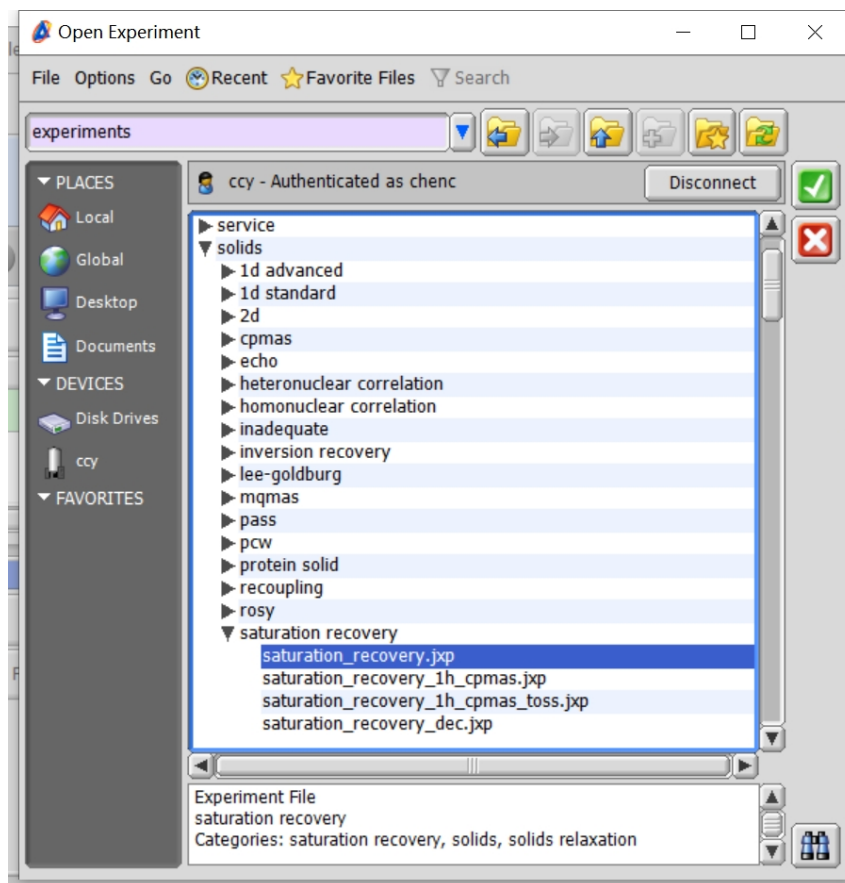 Open Experiment
File Options Go Recent Favorite Files Search
experiments
PLACES
Local
Global
Desktop
Documents
DEVICES
Disk Drives
ccy
FAVORITES
ccy - Authenticated as chenc
Disconnect
service
solids
1d advanced
1d standard
2d
cpmas
echo
heteronuclear correlation
homonuclear correlation
inadequate
inversion recovery
lee-goldburg
mqmas
pass
pcw
protein solid
recoupling
rosy
saturation recovery
saturation_recovery.jxp
saturation_recovery_1h_cpmas.jxp
saturation_recovery_1h_cpmas_toss.jxp
saturation_recovery_dec.jxp
Experiment File
saturation recovery
Categories: saturation recovery, solids, solids relaxation